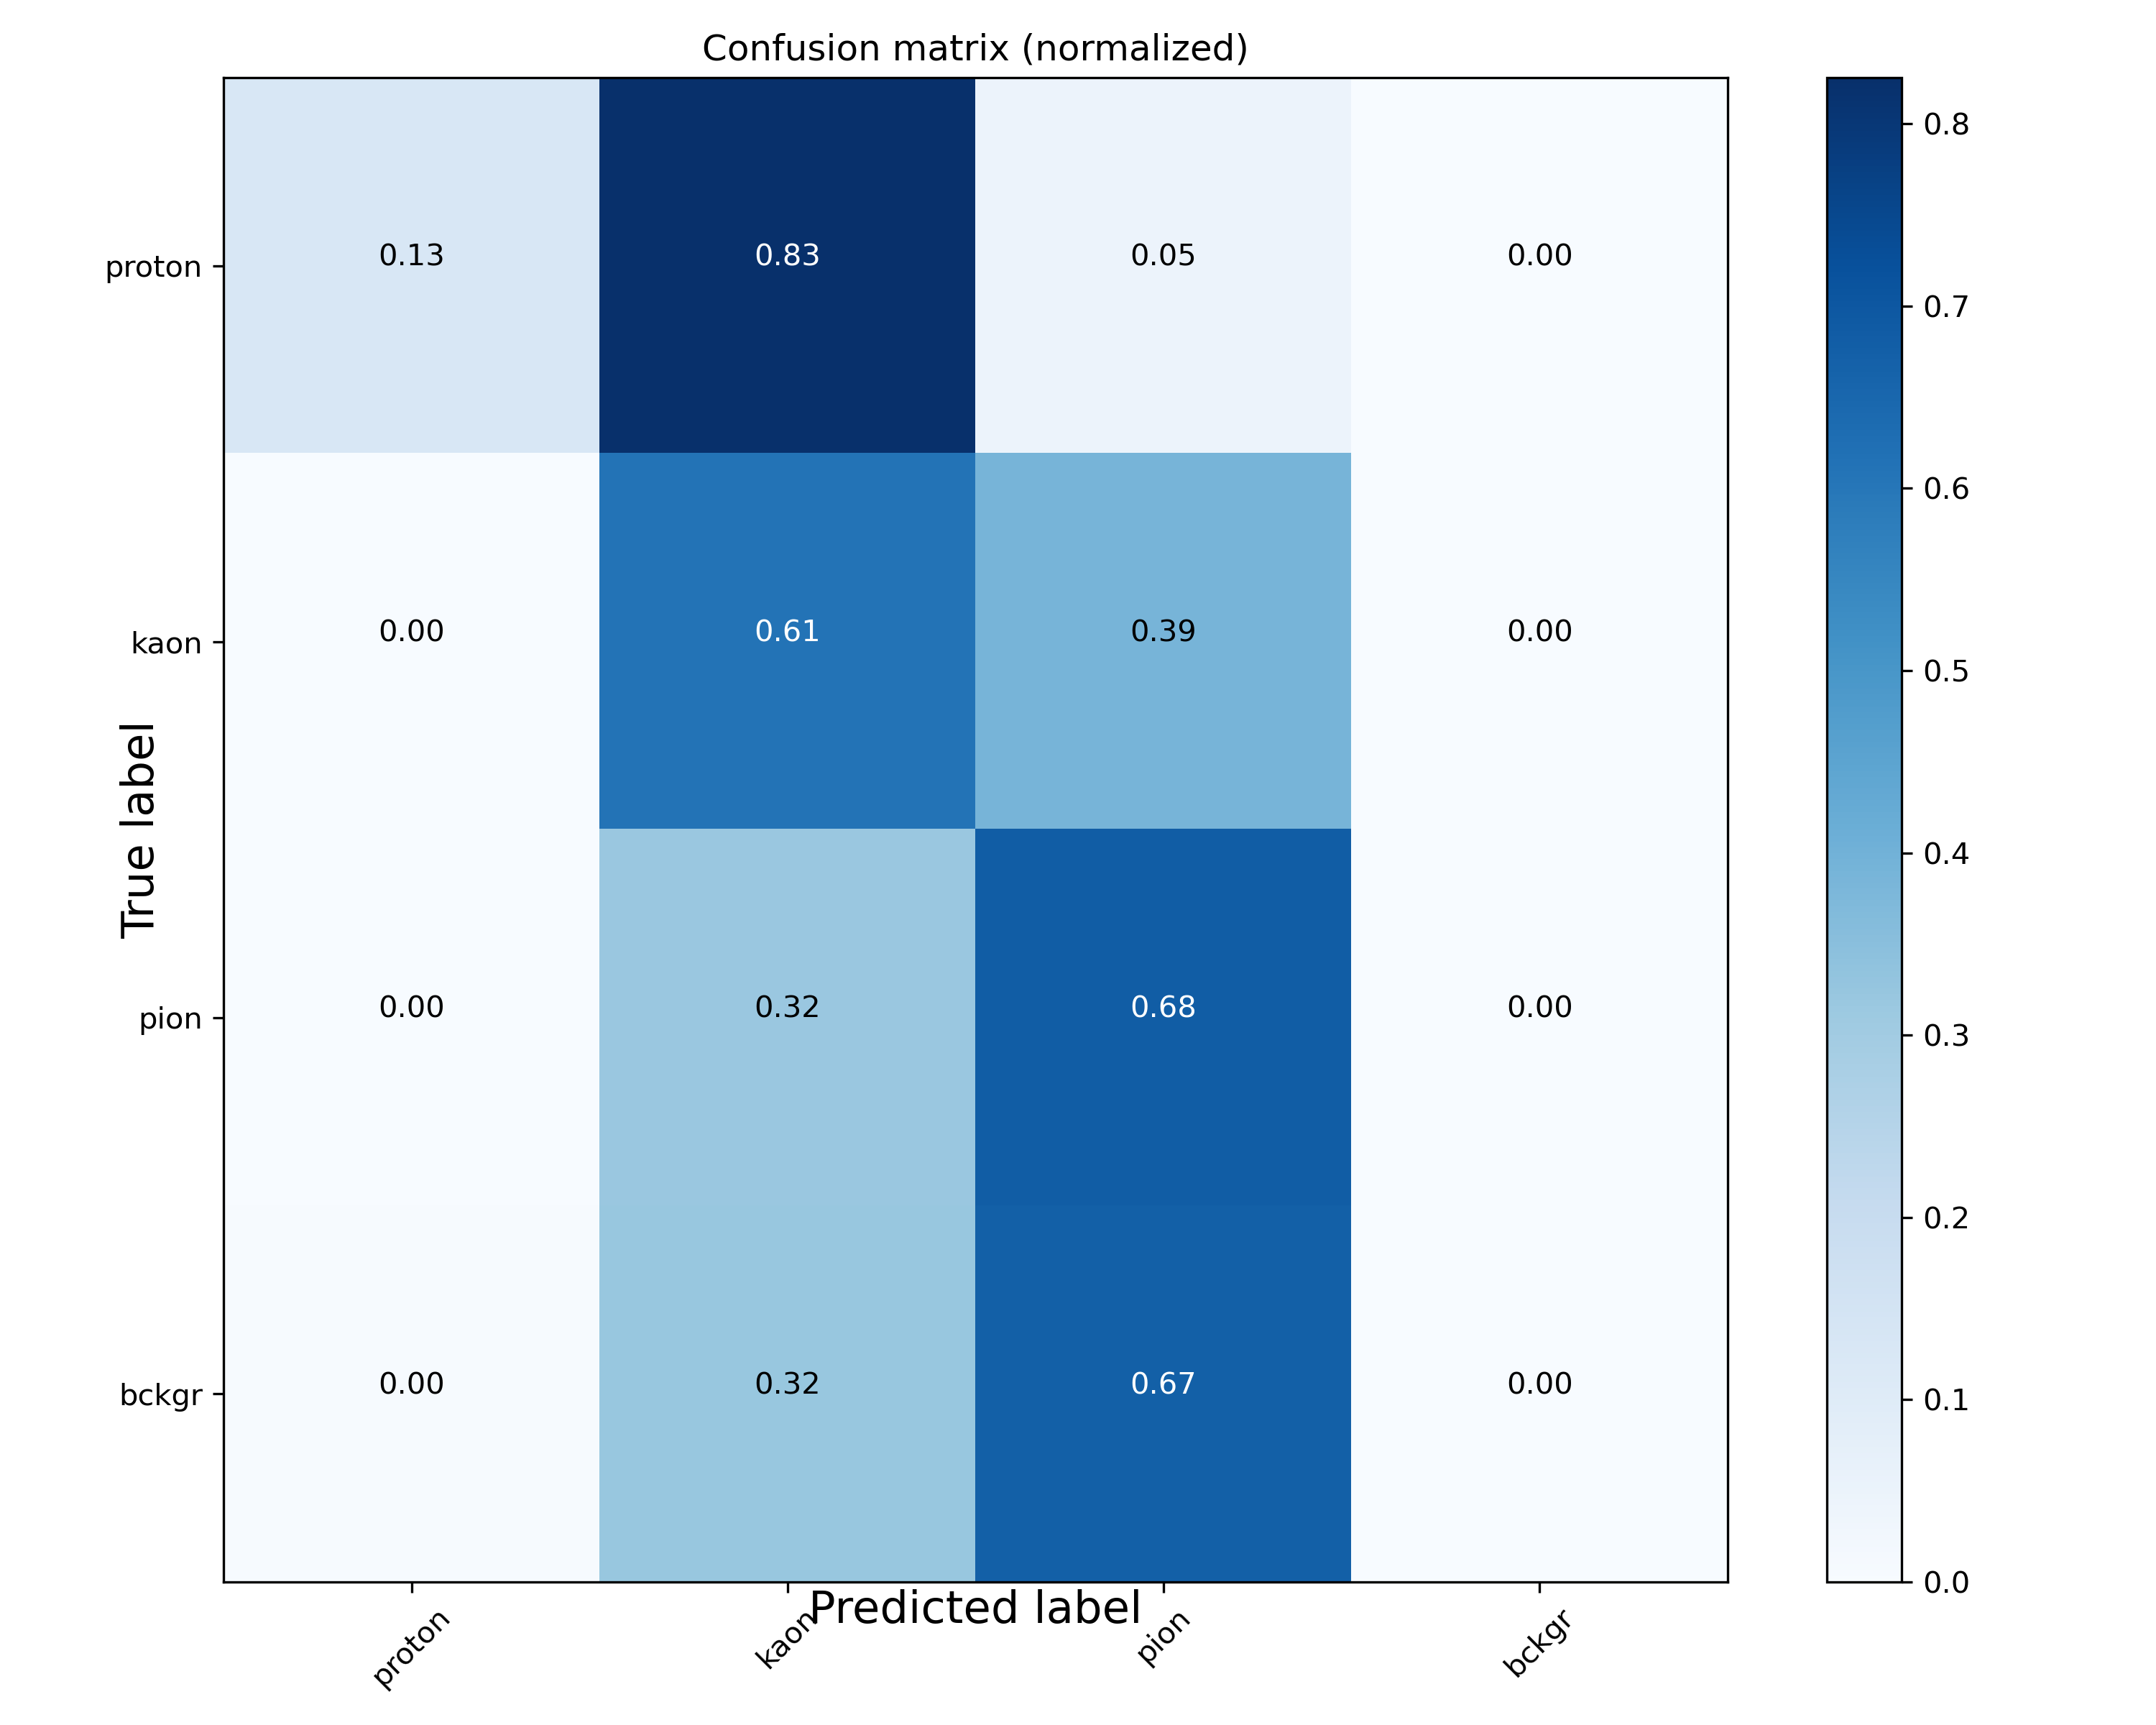 Confusion matrix (normalized)
True label
proton
0.13 0.83 0.05 0.00
kaon
0.00 0.61 0.39 0.00
pion
0.00 0.32 0.68 0.00
bckgr
0.00 0.32 0.67 0.00
proton kaon pion bckgr
Predicted label
0.8
0.7
0.6
0.5
0.4
0.3
0.2
0.1
0.0